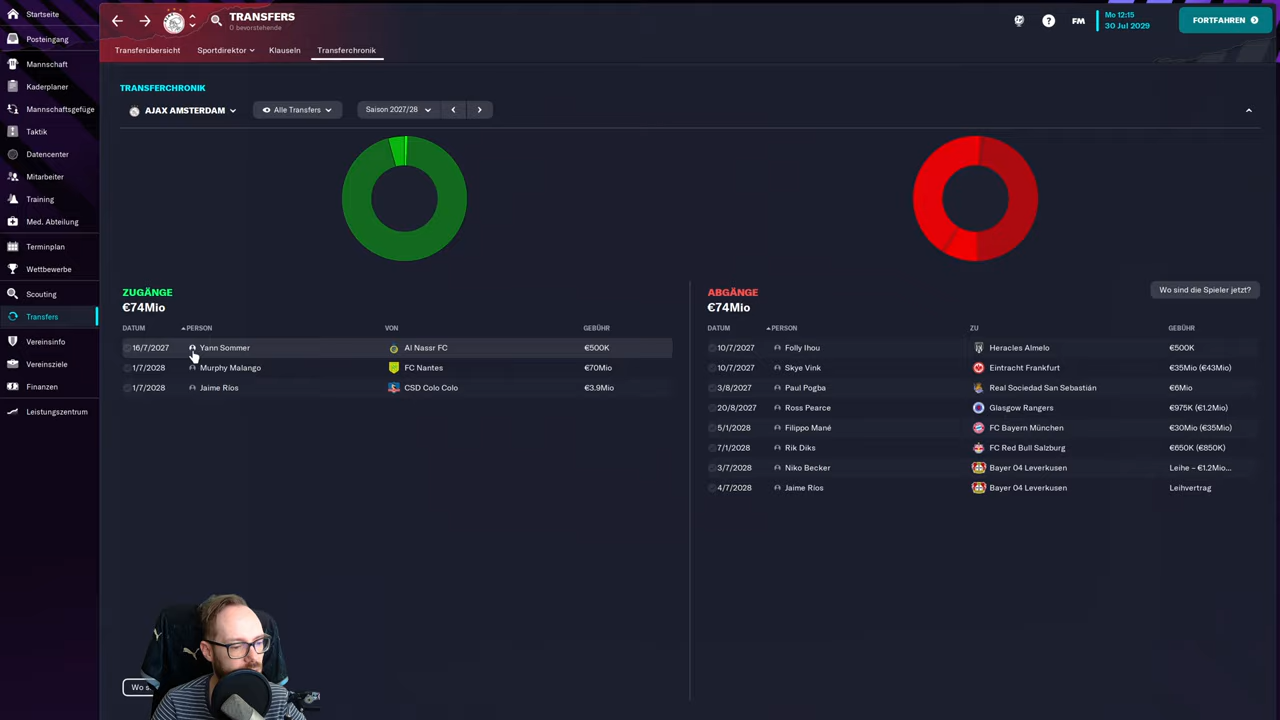 Startseite
Posteingang
Mannschaft
Kaderplaner
Mannschaftsgefüge
Taktik
Datencenter
Mitarbeiter
Training
Med. Abteilung
Terminplan
Wettbewerbe
Scouting
Transfers
Vereinsinfo
Vereinsziele
Finanzen
Leistungszentrum
TRANSFERS
0 bevorstehende
FM
Mo 12:15
30 Jul 2029
FORTFAHREN
Transferübersicht Sportdirektor Klauseln Transferchronik
TRANSFERCHRONIK
AJAX AMSTERDAM Alle Transfers Saison 2027/28
ZUGÄNGE
€74Mio
DATUM PERSON VON GEBÜHR
16/7/2027 Yann Sommer Al Nassr FC €500K
1/7/2028 Murphy Malango FC Nantes €70Mio
1/7/2028 Jaime Ríos CSD Colo Colo €3.9Mio
Wo s
ABGÄNGE
€74Mio
Wo sind die Spieler jetzt?
DATUM PERSON ZU GEBÜHR
10/7/2027 Folly Ihou Heracles Almelo €500K
10/7/2027 Skye Vink Eintracht Frankfurt €35Mio (€43Mio)
3/8/2027 Paul Pogba Real Sociedad San Sebastián €6Mio
20/8/2027 Ross Pearce Glasgow Rangers €975K (€1.2Mio)
5/1/2028 Filippo Mané FC Bayern München €30Mio (€35Mio)
7/1/2028 Rik Diks FC Red Bull Salzburg €650K (€850K)
3/7/2028 Niko Becker Bayer 04 Leverkusen Leihe – €1.2Mio...
4/7/2028 Jaime Ríos Bayer 04 Leverkusen Leihvertrag